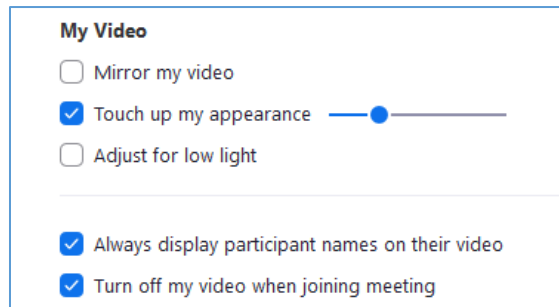 My Video
Mirror my video
Touch up my appearance
Adjust for low light
Always display participant names on their video
Turn off my video when joining meeting